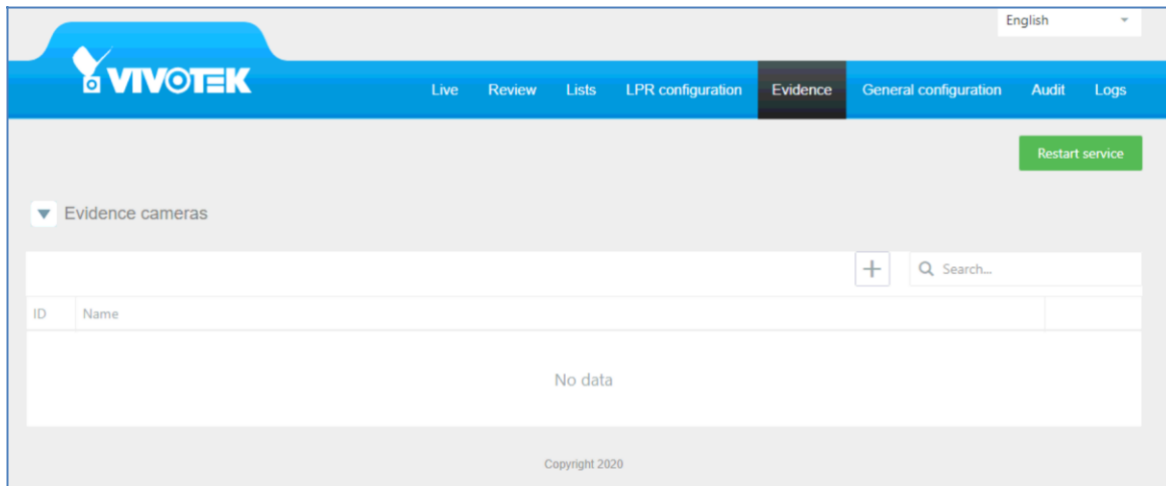 English
VIVOTEK
Live Review Lists LPR configuration Evidence General configuration Audit Logs
Restart service
Evidence cameras
Search...
ID Name
No data
Copyright 2020